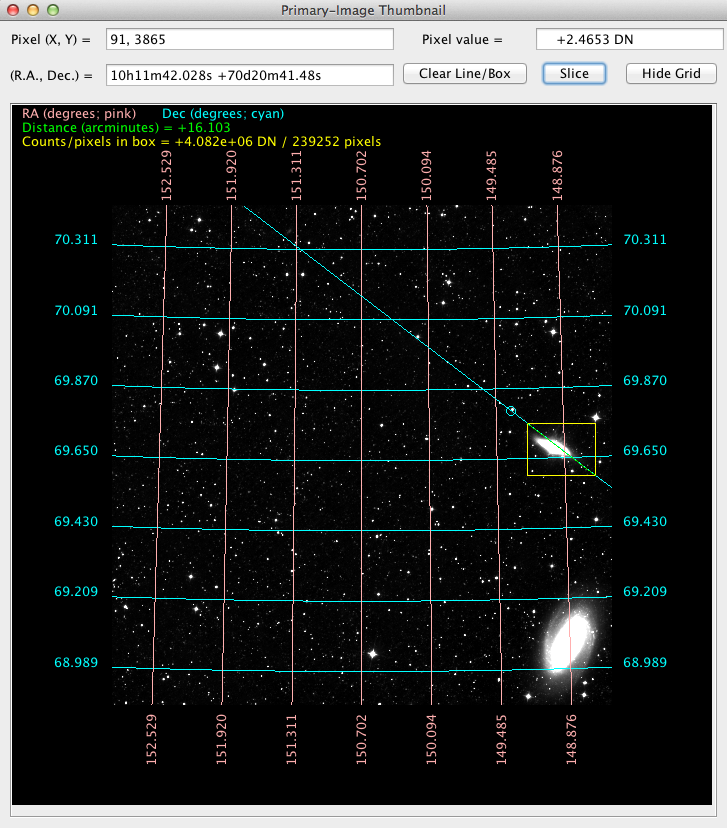 Primary-Image Thumbnail
Pixel (X, Y) = 91, 3865 Pixel value = +2.4653 DN
(R.A., Dec.) = 10h11m42.028s +70d20m41.48s Clear Line/Box Slice Hide Grid
RA (degrees; pink) Dec (degrees; cyan)
Distance (arcminutes) = +16.103
Counts/pixels in box = +4.082e+06 DN / 239252 pixels
152.529 151.920 151.311 150.702 150.094 149.485 148.876
70.311 70.311
70.091 70.091
69.870 69.870
69.650 69.650
69.430 69.430
69.209 69.209
68.989 68.989
152.529 151.920 151.311 150.702 150.094 149.485 148.876